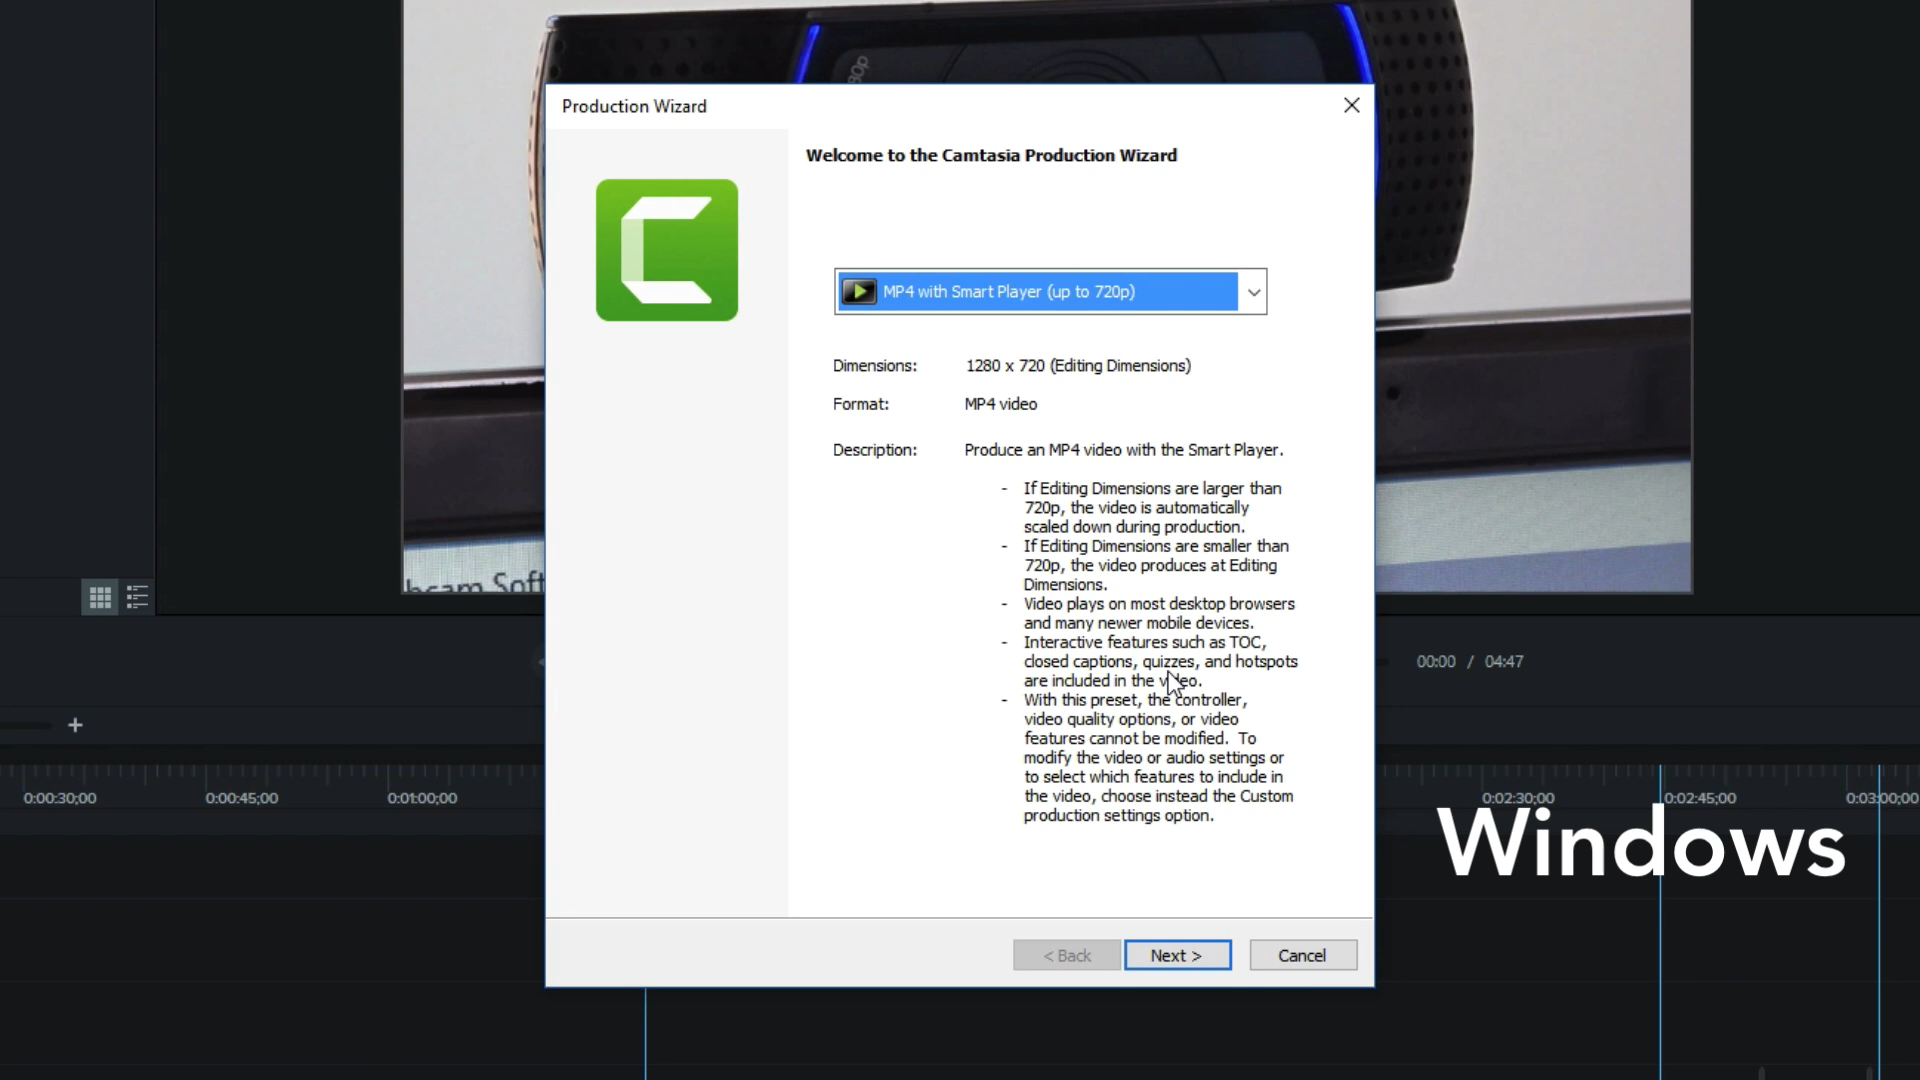 Production Wizard
Welcome to the Camtasia Production Wizard
MP4 with Smart Player (up to 720p)
Dimensions: 1280 x 720 (Editing Dimensions)
Format: MP4 video
Description: Produce an MP4 video with the Smart Player.
- If Editing Dimensions are larger than
720p, the video is automatically
scaled down during production.
- If Editing Dimensions are smaller than
720p, the video produces at Editing
Dimensions.
- Video plays on most desktop browsers
and many newer mobile devices.
- Interactive features such as TOC,
closed captions, quizzes, and hotspots
are included in the video.
- With this preset, the controller,
video quality options, or video
features cannot be modified. To
modify the video or audio settings or
to select which features to include in
the video, choose instead the Custom
production settings option.
00:00 / 04:47
0:00:30;00 0:00:45;00 0:01:00;00 0:02:30;00 0:02:45;00 0:03:00;00
Windows
< Back Next > Cancel